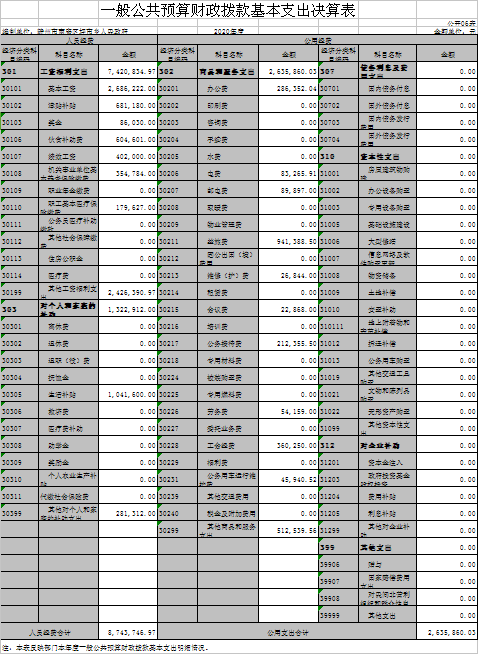 一般公共预算财政拨款基本支出决算表
公开06表
2020年度 金额单位：元
人员经费 公用经费
经济分类科目编码 科目名称 金额 经济分类科目编码 科目名称 金额 经济分类科目编码 科目名称 金额
301 工资福利支出 7,420,834.97 302 商品和服务支出 2,635,860.03 307 债务利息及费用支出 0.00
30101 基本工资 2,686,222.00 30201 办公费 286,352.04 30701 国内债务付息 0.00
30102 津贴补贴 681,180.00 30202 印刷费 0.00 30702 国外债务付息 0.00
30103 奖金 86,030.00 30203 咨询费 0.00 30703 国内债务发行费用 0.00
30106 伙食补助费 604,601.00 30204 手续费 0.00 30704 国外债务发行费用 0.00
30107 绩效工资 402,000.00 30205 水费 0.00 310 资本性支出 0.00
30108 机关事业单位基本养老保险缴费 354,784.00 30206 电费 83,265.91 31001 房屋建筑物购建 0.00
30109 职业年金缴费 0.00 30207 邮电费 89,897.00 31002 办公设备购置 0.00
30110 职工基本医疗保险缴费 179,627.00 30208 取暖费 0.00 31003 专用设备购置 0.00
30111 公务员医疗补助缴费 0.00 30209 物业管理费 0.00 31005 基础设施建设 0.00
30112 其他社会保障缴费 0.00 30211 差旅费 941,388.50 31006 大型修缮 0.00
30113 住房公积金 0.00 30212 因公出国（境）费用 0.00 31007 信息网络及软件购置更新 0.00
30114 医疗费 0.00 30213 维修（护）费 26,844.00 31008 物资储备 0.00
30199 其他工资福利支出 2,426,390.97 30214 租赁费 0.00 31009 土地补偿 0.00
303 对个人和家庭的补助 1,322,912.00 30215 会议费 22,868.00 31010 安置补助 0.00
30301 离休费 0.00 30216 培训费 0.00 310111 地上附着物和青苗补偿 0.00
30302 退休费 0.00 30217 公务接待费 212,355.50 31012 拆迁补偿 0.00
30303 退职（役）费 0.00 30218 专用材料费 0.00 31013 公务用车购置 0.00
30304 抚恤金 0.00 30224 被装购置费 0.00 31019 其他交通工具购置 0.00
30305 生活补助 1,041,600.00 30225 专用燃料费 0.00 31021 文物和陈列品购置 0.00
30306 救济费 0.00 30226 劳务费 54,159.00 31022 无形资产购置 0.00
30307 医疗费补助 0.00 30227 委托业务费 0.00 31099 其他资本性支出 0.00
30308 助学金 0.00 30228 工会经费 360,250.00 312 对企业补助 0.00
30309 奖励金 0.00 30229 福利费 0.00 31201 资本金注入 0.00
30310 个人农业生产补贴 0.00 30231 公务用车运行维护费 45,940.52 31203 政府投资基金股权投资 0.00
30311 代缴社会保险费 0.00 30239 其他交通费用 0.00 31204 费用补贴 0.00
30399 其他对个人和家庭的补助支出 281,312.00 30240 税金及附加费用 0.00 31205 利息补贴 0.00
30299 其他商品和服务支出 512,539.56 31299 其他对企业补助 0.00
399 其他支出 0.00
39906 赠与 0.00
39907 国家赔偿费用支出 0.00
39908 对民间非营利组织和群众性自 0.00
39999 其他支出 0.00
人员经费合计 8,743,746.97 公用支出合计 2,635,860.03
注：本表反映部门本年度一般公共预算财政拨款基本支出明细情况。